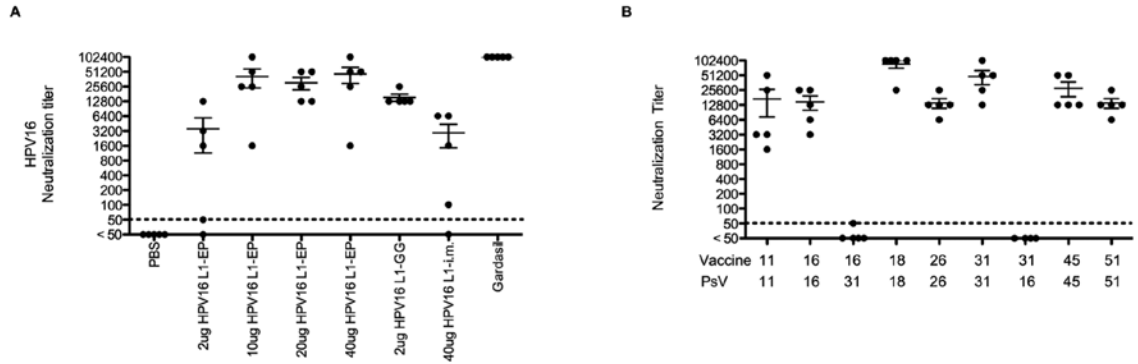 A
HPV16
Neutralization titer
102400
51200
25600
12800
6400
3200
1600
800
400
200
100
50
< 50
PBS
2ug HPV16 L1-EP
10ug HPV16 L1-EP
20ug HPV16 L1-EP
40ug HPV16 L1-EP
2ug HPV16 L1-GG
40ug HPV16 L1-i.m.
Gardasil
B
Neutralization Titer
102400
51200
25600
12800
6400
3200
1600
800
400
200
100
50
< 50
Vaccine 11 16 16 18 26 31 31 45 51
PsV 11 16 31 18 26 31 16 45 51